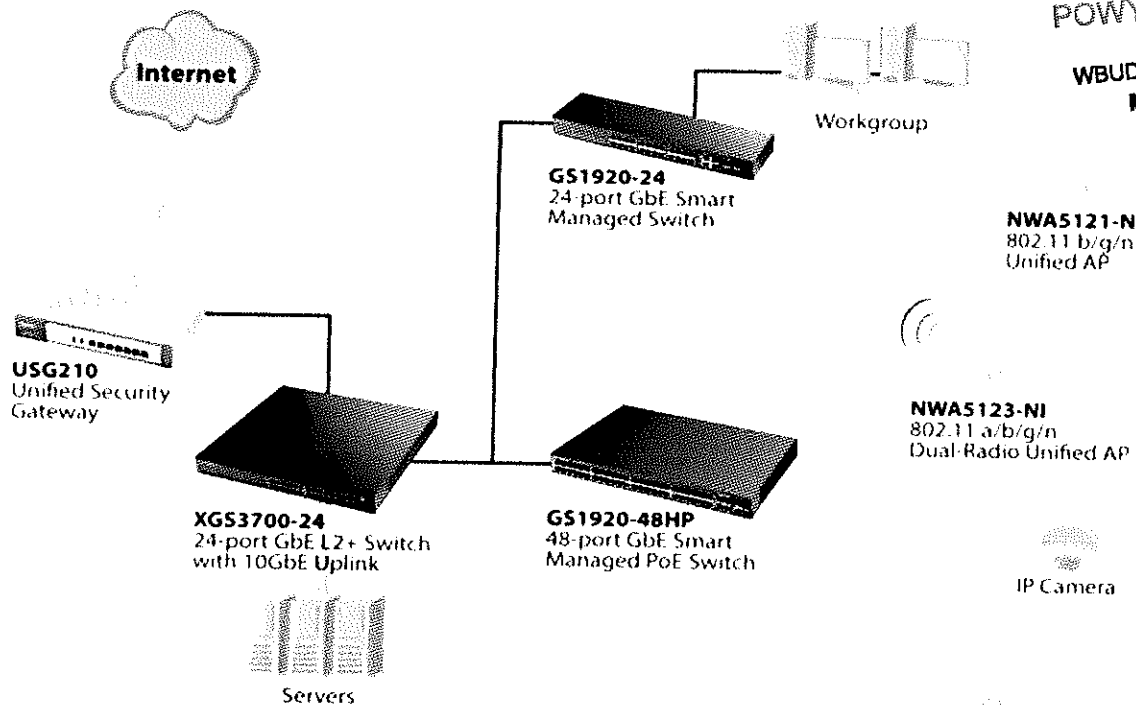 Internet
Workgroup
GS1920-24
24-port GbE Smart
Managed Switch
NWA5121-N
802.11 b/g/n
Unified AP
USG210
Unified Security
Gateway
NWA5123-NI
802.11 a/b/g/n
Dual-Radio Unified AP
XGS3700-24
24-port GbE L2+ Switch
with 10GbE Uplink
GS1920-48HP
48-port GbE Smart
Managed PoE Switch
IP Camera
Servers